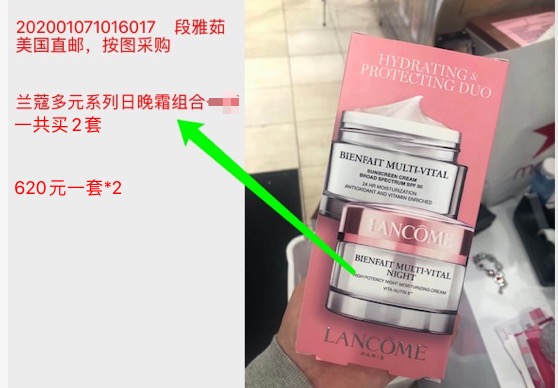 202001071016017 段雅茹
美国直邮，按图采购
兰蔻多元系列日晚霜组合
一共买2套
620元一套*2
HYDRATING &
PROTECTING DUO
BIENFAIT MULTI-VITAL
SUNSCREEN CREAM
BROAD SPECTRUM SPF 30
24 HR MOISTURIZATION
ANTIOXIDANT AND VITAMIN ENRICHED
LANCÔME
BIENFAIT MULTI-VITAL
NIGHT
HIGH POTENCY NIGHT MOISTURIZING CREAM
VITA-NUTRI 8™
LANCÔME
PARIS